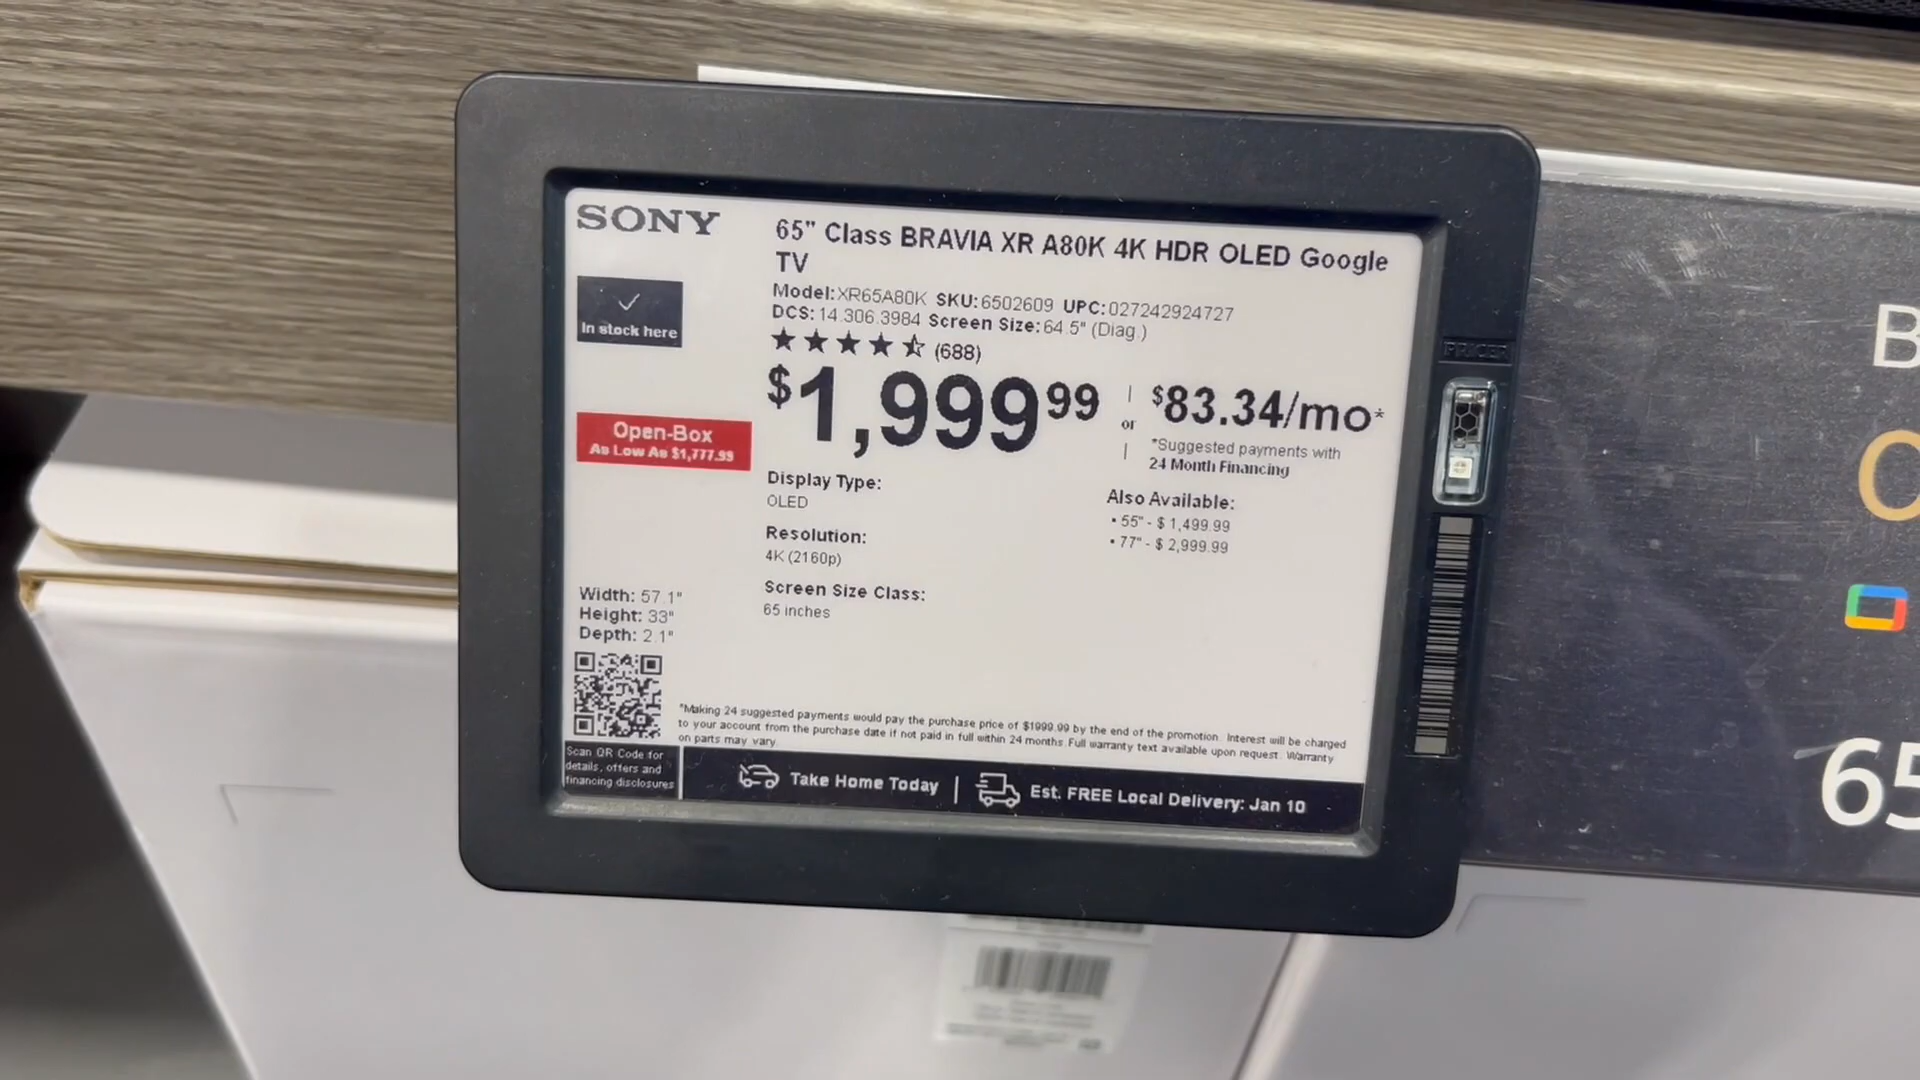 SONY
65" Class BRAVIA XR A80K 4K HDR OLED Google
TV
Model:XR65A80K SKU:6502609 UPC:027242924727
DCS:14.306.3984 Screen Size:64.5" (Diag.)
(688)
In stock here
$1,999 99
or
$83.34/mo*
*Suggested payments with
24 Month Financing
Open-Box
As Low As $1,777.99
Display Type:
OLED
Resolution:
4K (2160p)
Screen Size Class:
65 inches
Also Available:
• 55" - $ 1,499.99
• 77" - $ 2,999.99
Width: 57.1"
Height: 33"
Depth: 2.1"
Scan QR Code for
details, offers and
financing disclosures
*Making 24 suggested payments would pay the purchase price of $1999.99 by the end of the promotion. Interest will be charged
to your account from the purchase date if not paid in full within 24 months. Full warranty text available upon request. Warranty
on parts may vary.
Take Home Today | Est. FREE Local Delivery: Jan 10
PRICER
B
O
65